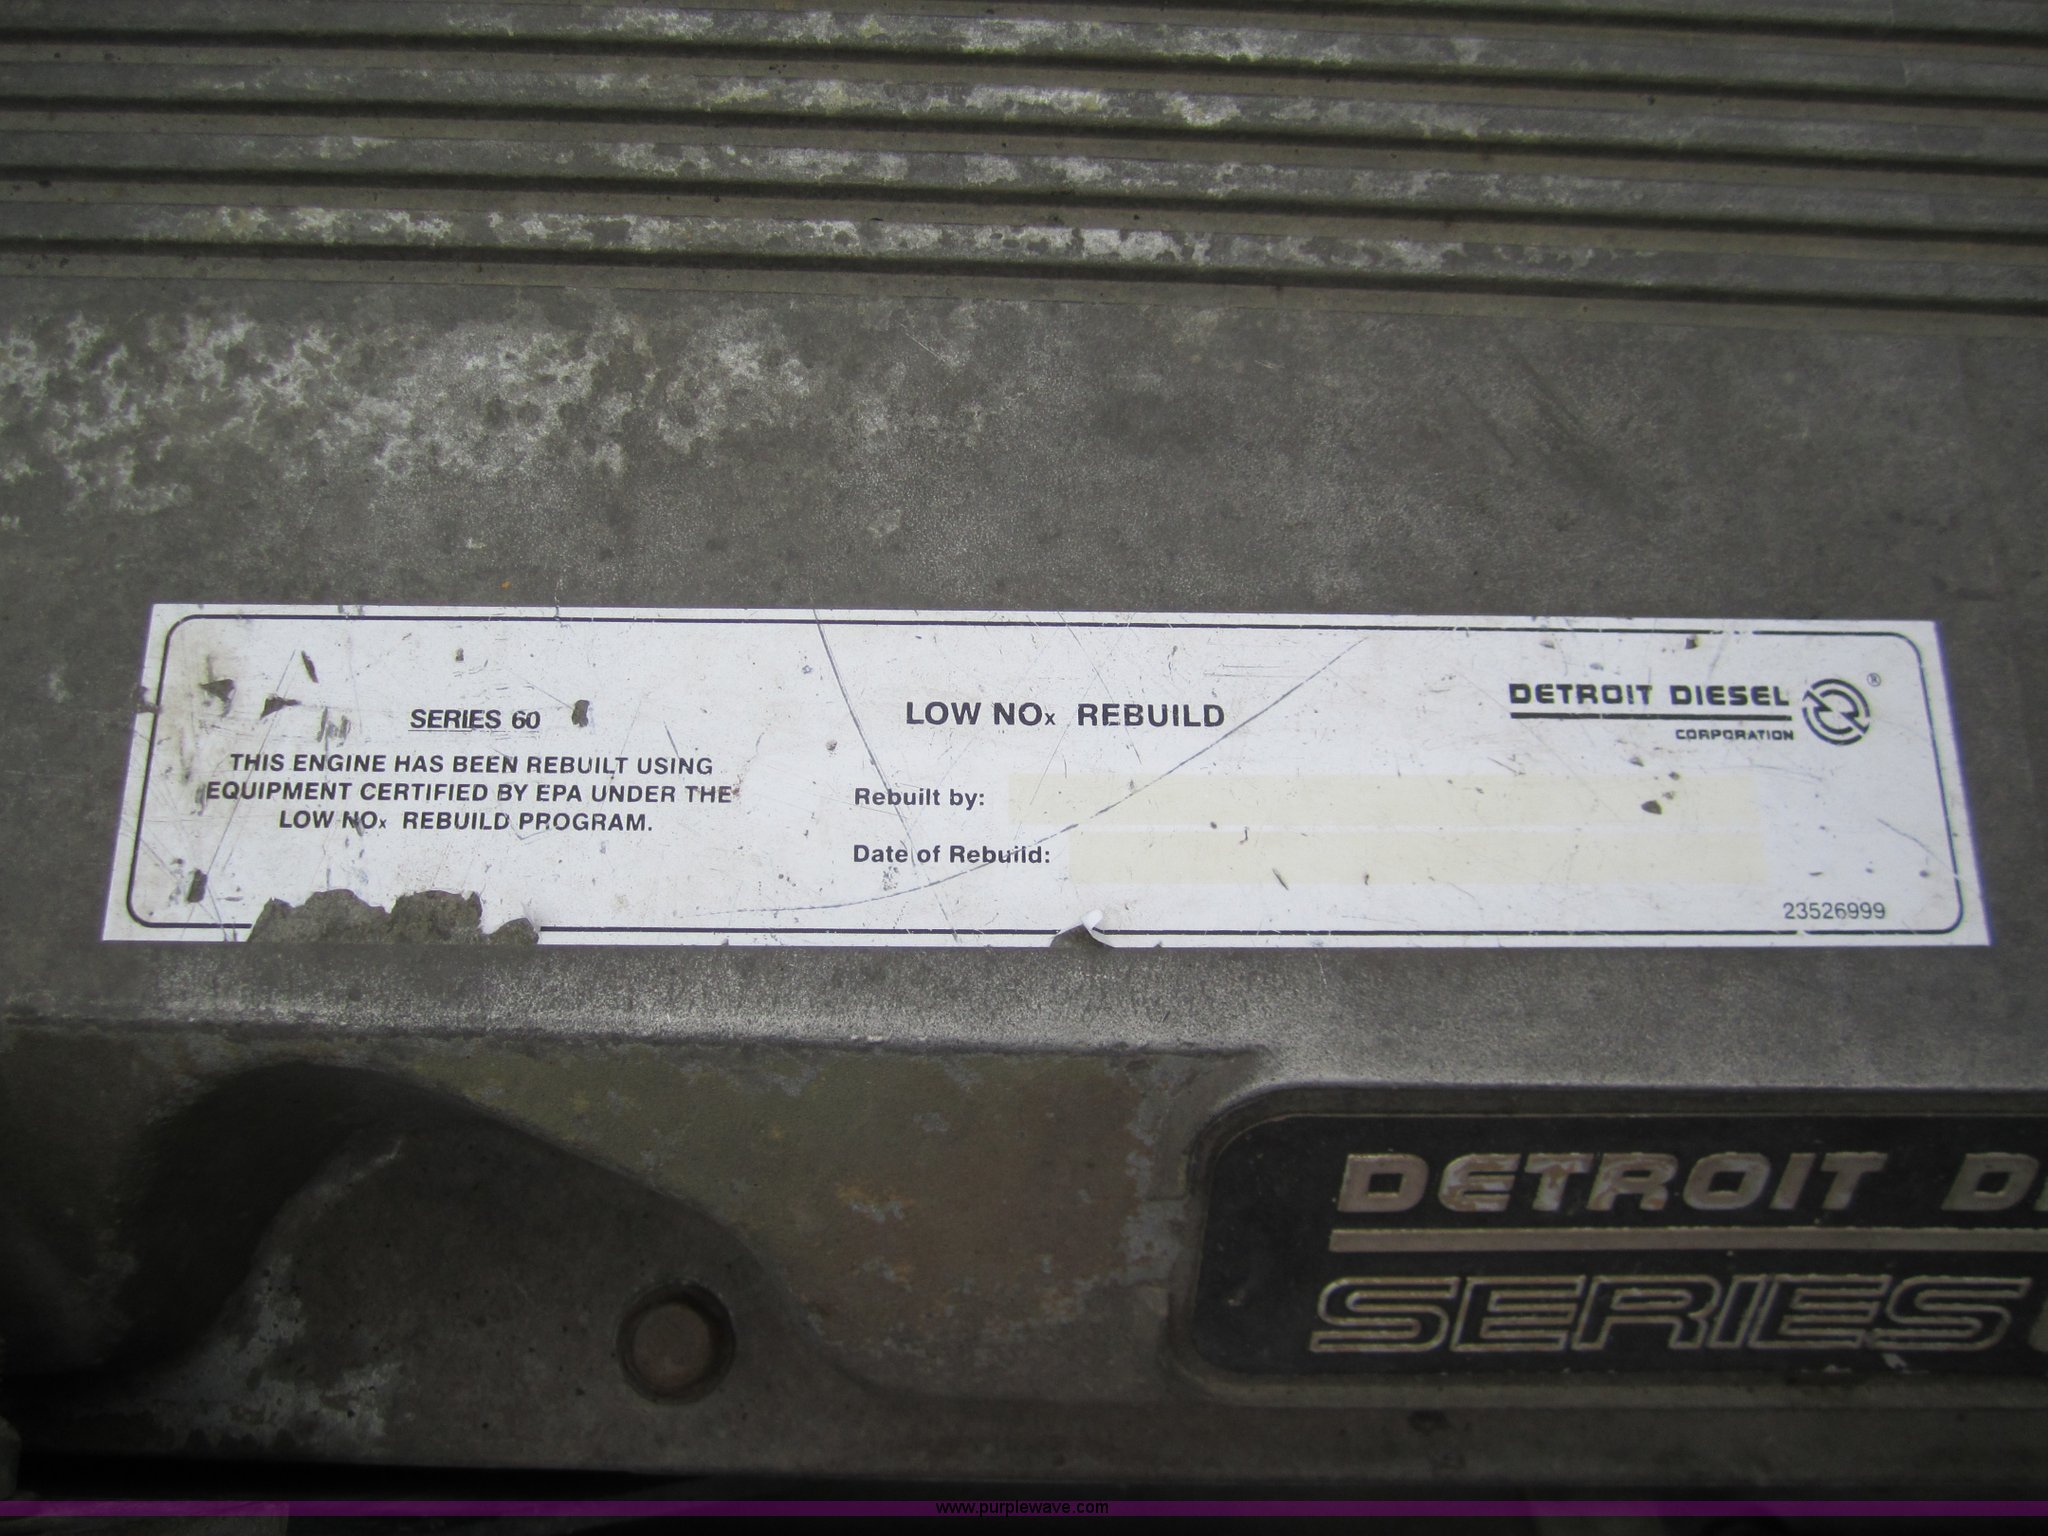 SERIES 60
THIS ENGINE HAS BEEN REBUILT USING
EQUIPMENT CERTIFIED BY EPA UNDER THE
LOW NOx REBUILD PROGRAM.
LOW NOx REBUILD
Rebuilt by:
Date of Rebuild:
DETROIT DIESEL ®
CORPORATION
23526999
DETROIT
SERIES
www.purplewave.com